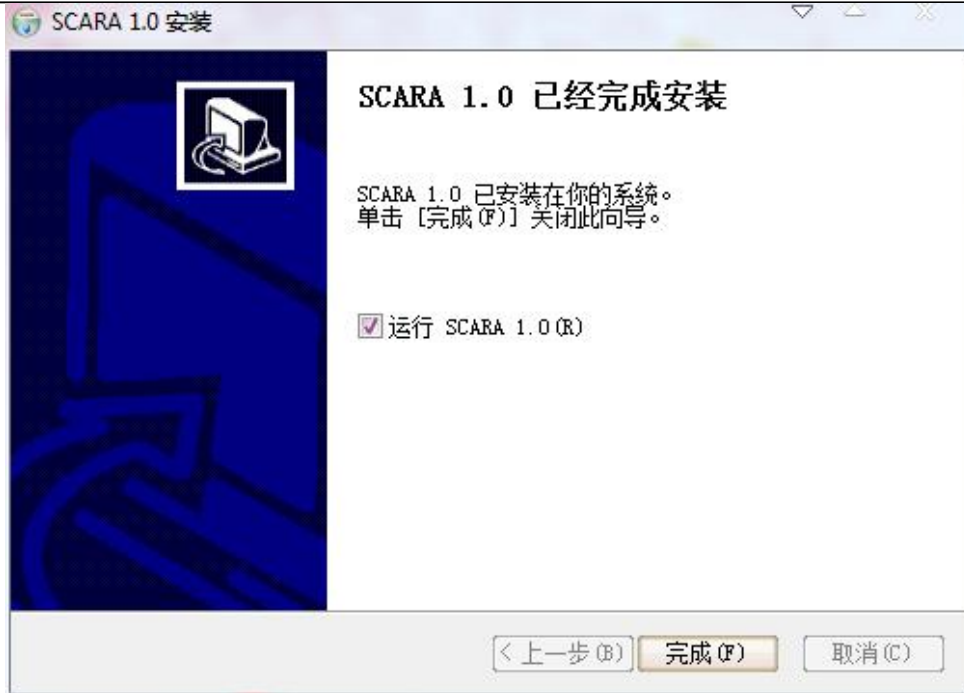 SCARA 1.0 安装
SCARA 1.0 已经完成安装
SCARA 1.0 已安装在你的系统。
单击 [完成(F)] 关闭此向导。
运行 SCARA 1.0(R)
< 上一步(B) 完成(F) 取消(C)